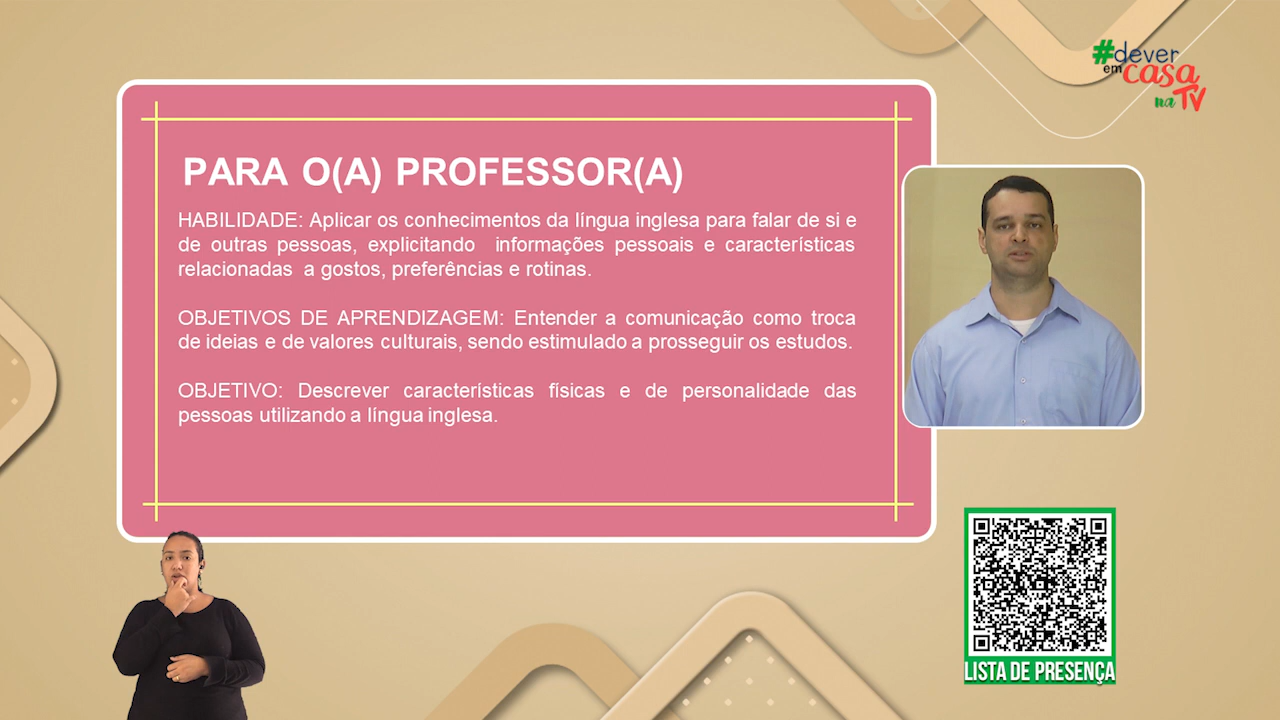 #dever
em casa
na TV
PARA O(A) PROFESSOR(A)
HABILIDADE: Aplicar os conhecimentos da língua inglesa para falar de si e
de outras pessoas, explicitando informações pessoais e características
relacionadas a gostos, preferências e rotinas.
OBJETIVOS DE APRENDIZAGEM: Entender a comunicação como troca
de ideias e de valores culturais, sendo estimulado a prosseguir os estudos.
OBJETIVO: Descrever características físicas e de personalidade das
pessoas utilizando a língua inglesa.
LISTA DE PRESENÇA